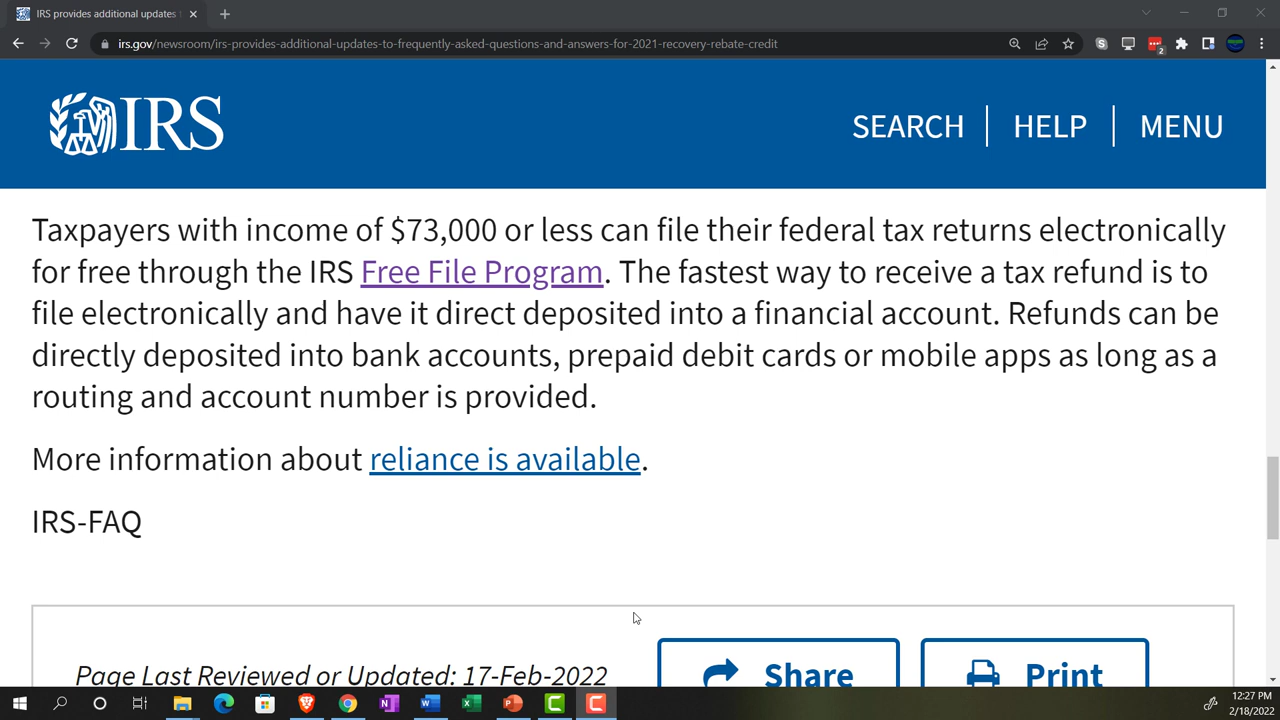 IRS provides additional updates
irs.gov/newsroom/irs-provides-additional-updates-to-frequently-asked-questions-and-answers-for-2021-recovery-rebate-credit
2
IRS
SEARCH
HELP
MENU
Taxpayers with income of $73,000 or less can file their federal tax returns electronically
for free through the IRS Free File Program. The fastest way to receive a tax refund is to
file electronically and have it direct deposited into a financial account. Refunds can be
directly deposited into bank accounts, prepaid debit cards or mobile apps as long as a
routing and account number is provided.
More information about reliance is available.
IRS-FAQ
Page Last Reviewed or Updated: 17-Feb-2022
Share
Print
12:27 PM
2/18/2022